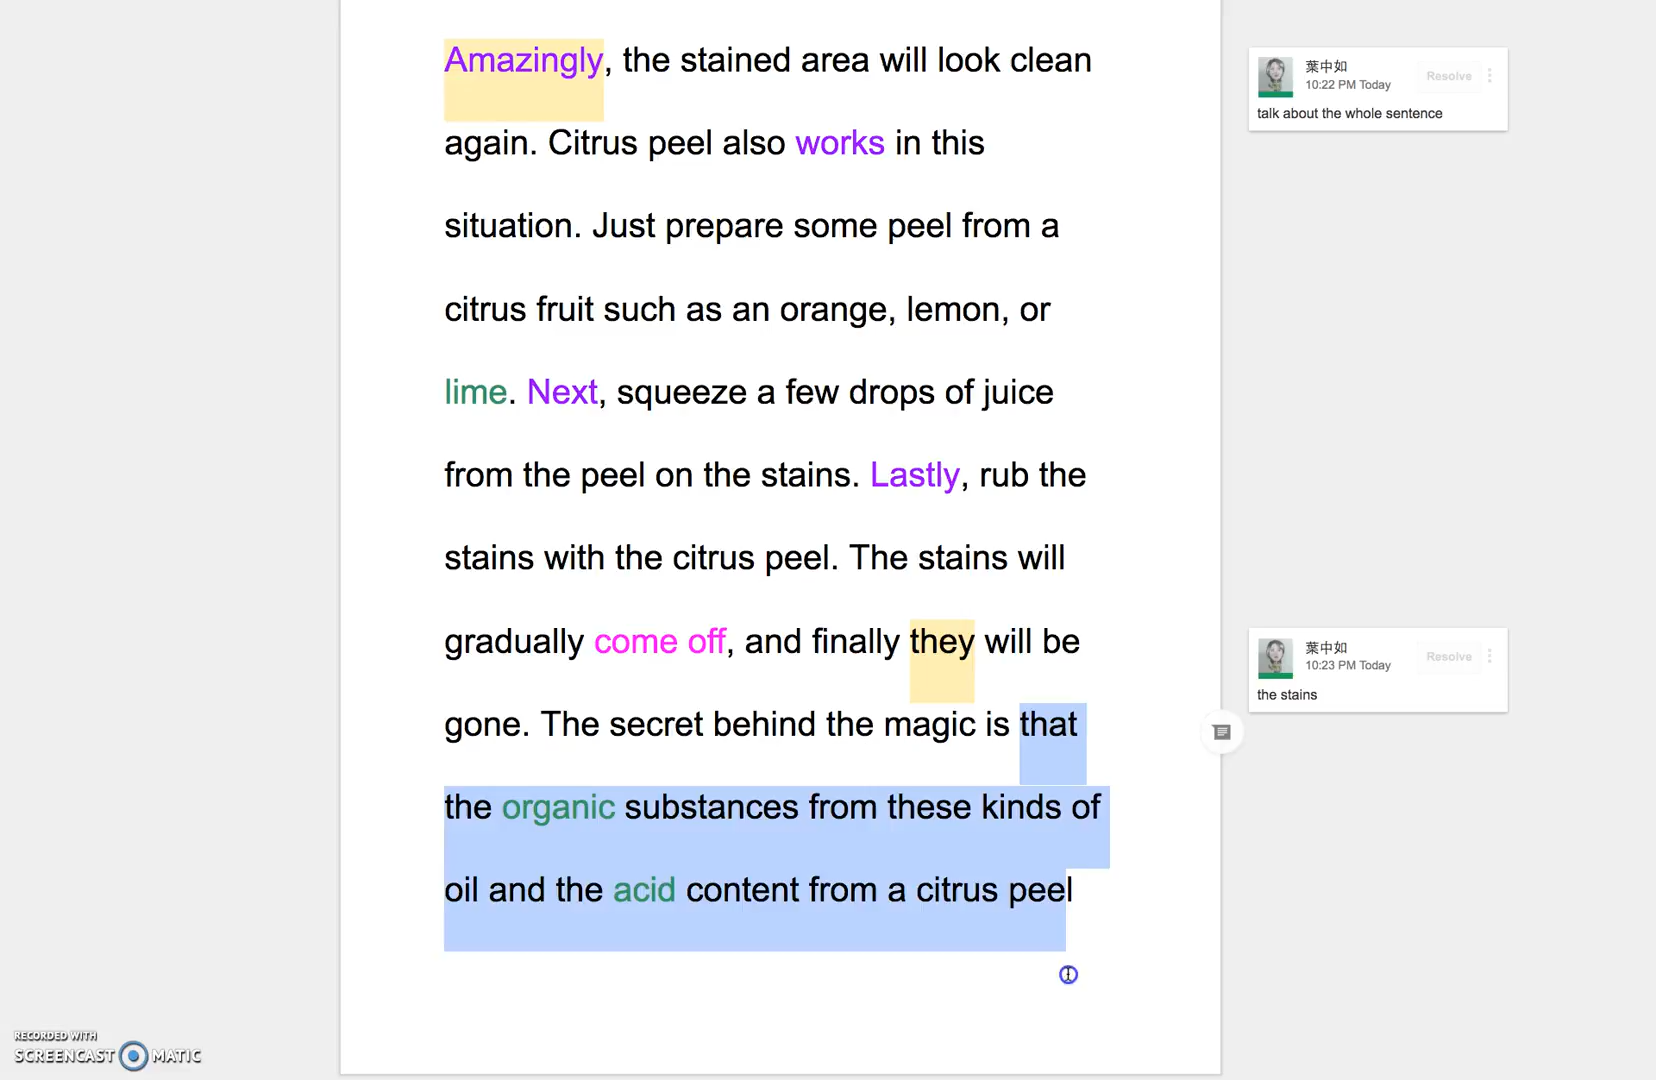 Amazingly, the stained area will look clean
again. Citrus peel also works in this
situation. Just prepare some peel from a
citrus fruit such as an orange, lemon, or
lime. Next, squeeze a few drops of juice
from the peel on the stains. Lastly, rub the
stains with the citrus peel. The stains will
gradually come off, and finally they will be
gone. The secret behind the magic is that
the organic substances from these kinds of
oil and the acid content from a citrus peel
葉中如
10:22 PM Today
Resolve
talk about the whole sentence
葉中如
10:23 PM Today
Resolve
the stains
RECORDED WITH
SCREENCAST MATIC